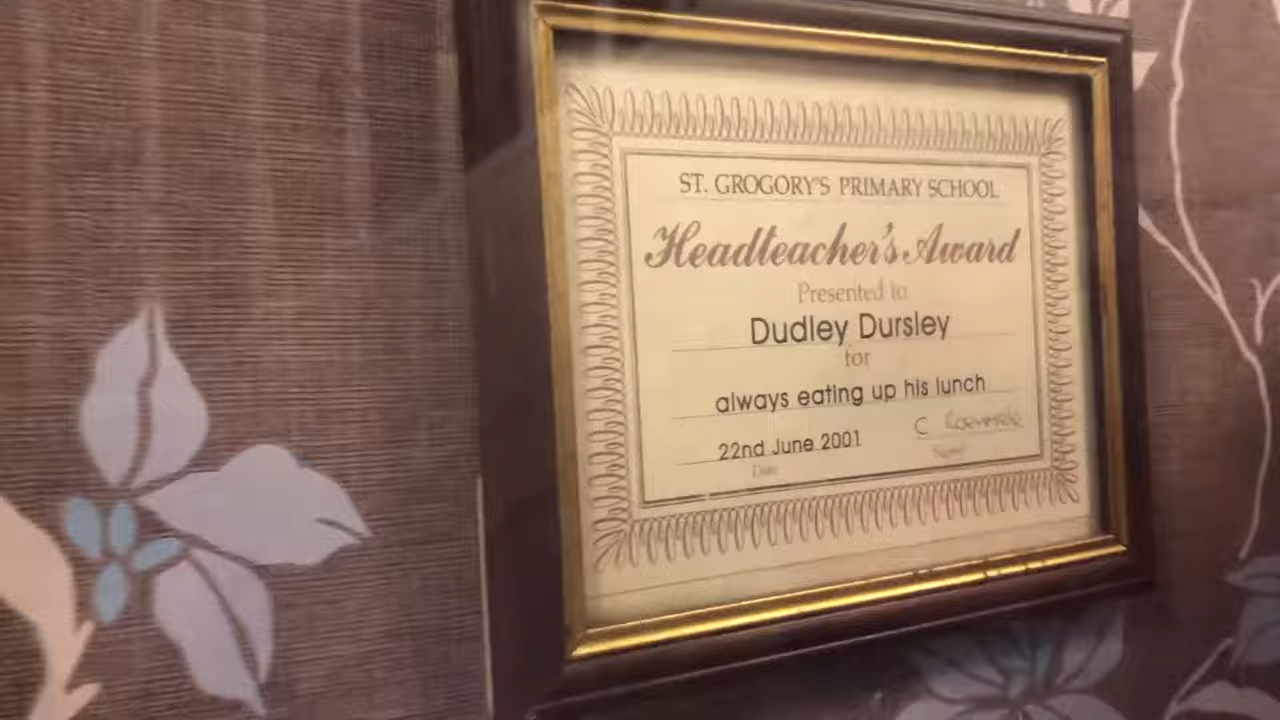 ST. GROGORY'S PRIMARY SCHOOL
Headteacher's Award
Presented to
Dudley Dursley
for
always eating up his lunch
22nd June 2001
C
Date